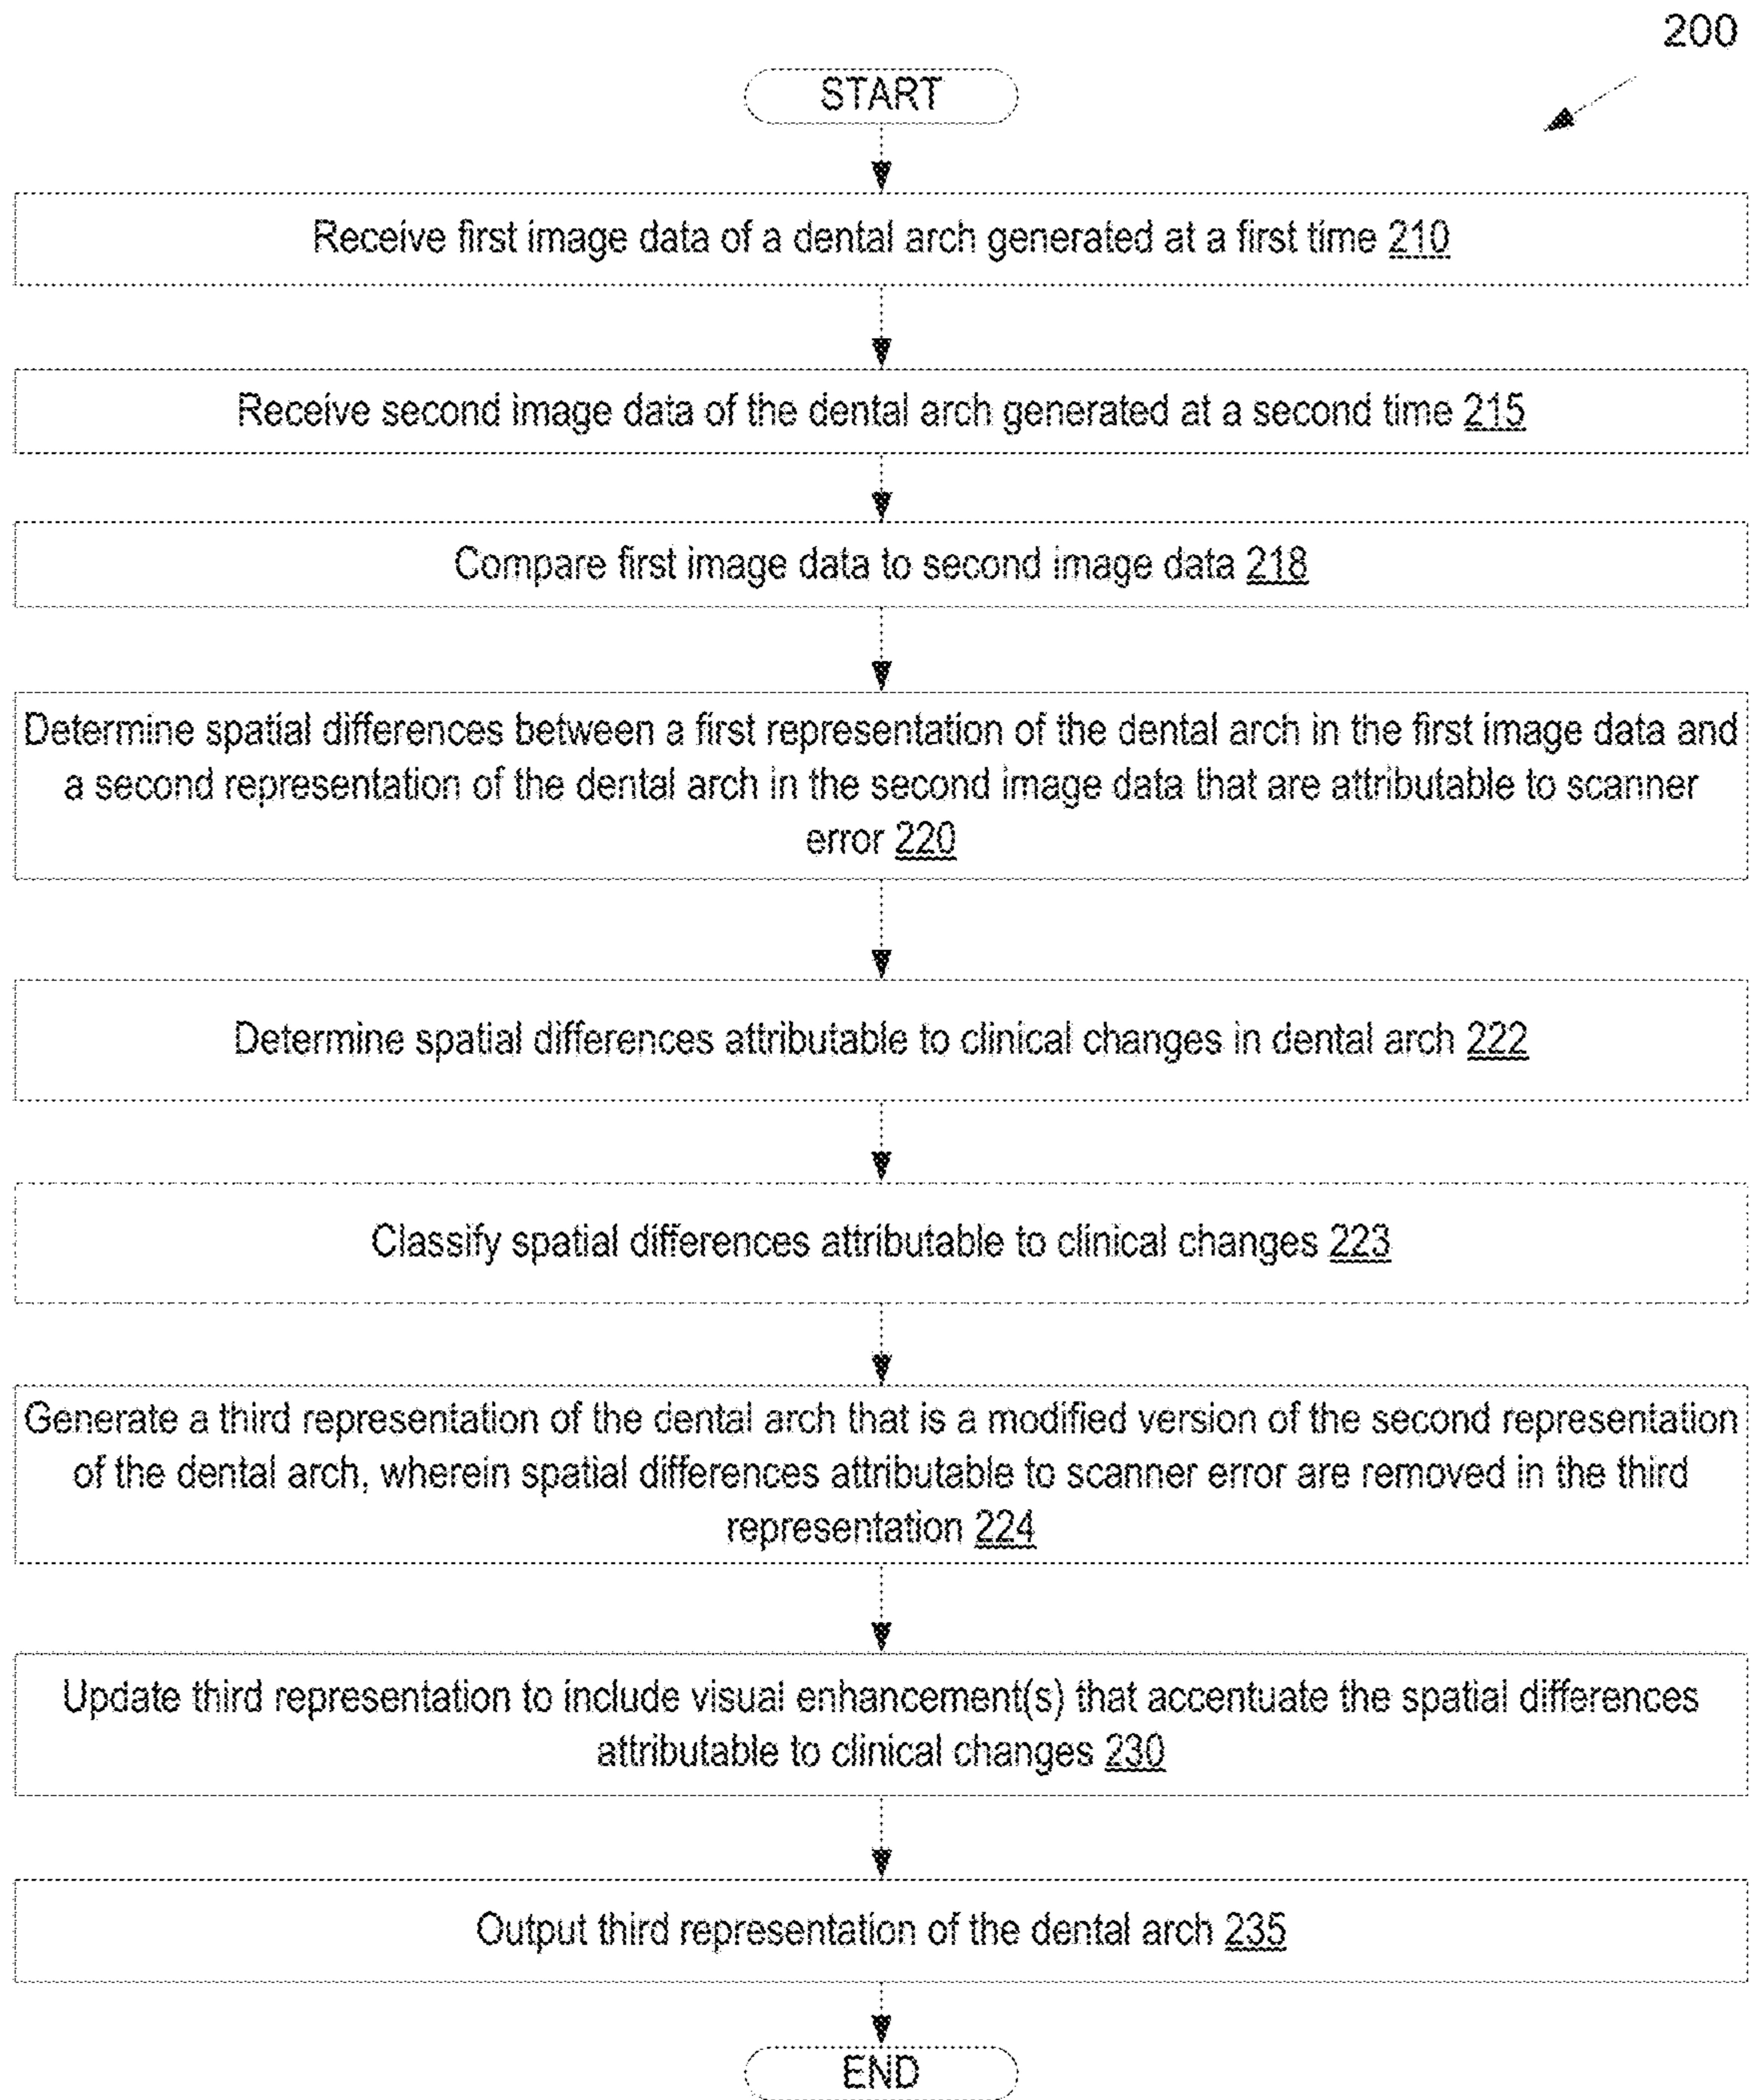 200
START
Receive first image data of a dental arch generated at a first time 210
Receive second image data of the dental arch generated at a second time 215
Compare first image data to second image data 218
Determine spatial differences between a first representation of the dental arch in the first image data and
a second representation of the dental arch in the second image data that are attributable to scanner
error 220
Determine spatial differences attributable to clinical changes in dental arch 222
Classify spatial differences attributable to clinical changes 223
Generate a third representation of the dental arch that is a modified version of the second representation
of the dental arch, wherein spatial differences attributable to scanner error are removed in the third
representation 224
Update third representation to include visual enhancement(s) that accentuate the spatial differences
attributable to clinical changes 230
Output third representation of the dental arch 235
END